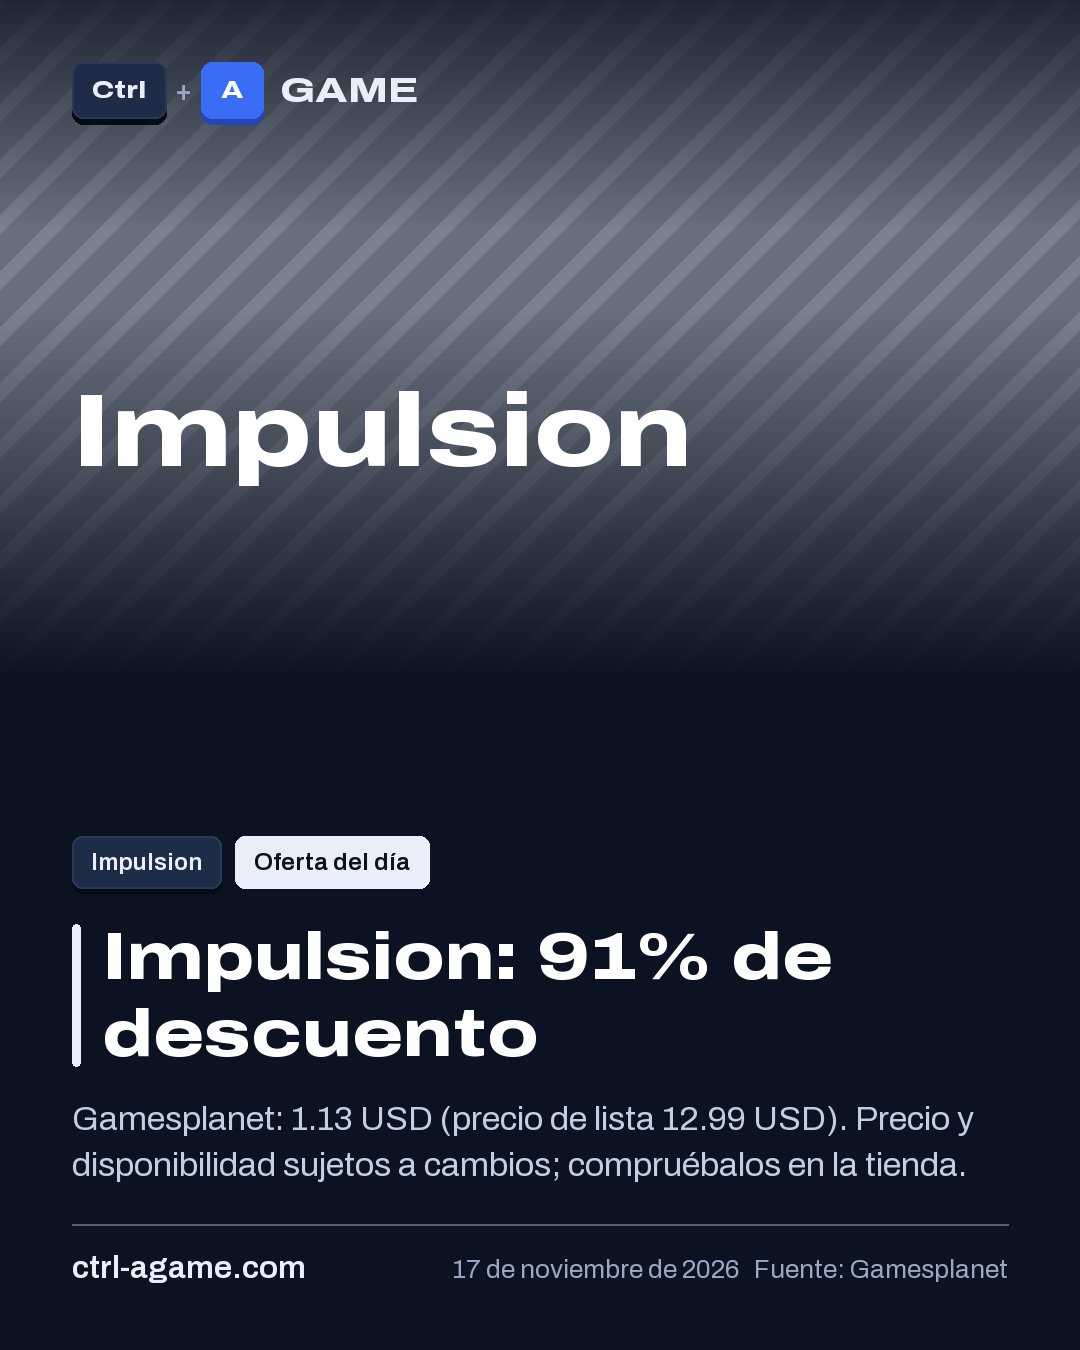 Ctrl + A GAME
Impulsion
Impulsion Oferta del día
Impulsion: 91% de
descuento
Gamesplanet: 1.13 USD (precio de lista 12.99 USD). Precio y
disponibilidad sujetos a cambios; compruébalos en la tienda.
ctrl-agame.com 17 de noviembre de 2026 Fuente: Gamesplanet